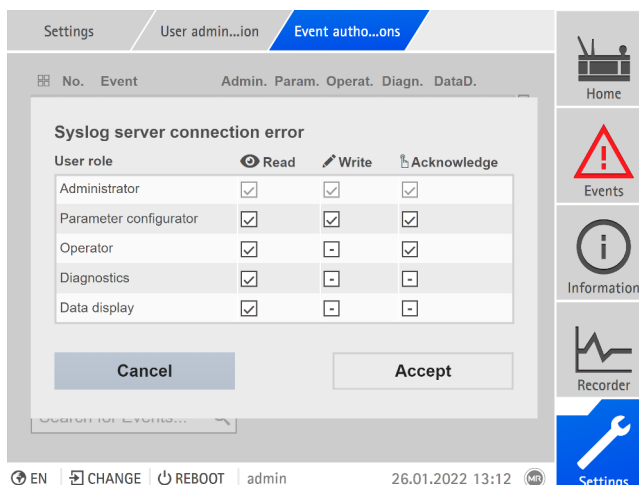 Settings
User admin...ion
Event autho...ons
No. Event Admin. Param. Operat. Diagn. DataD.
Syslog server connection error
User role Read Write Acknowledge
Administrator
Parameter configurator
Operator
Diagnostics
Data display
Cancel Accept
Search for Events...
EN CHANGE REBOOT admin 26.01.2022 13:12 MR
Home
Events
Information
Recorder
Settings